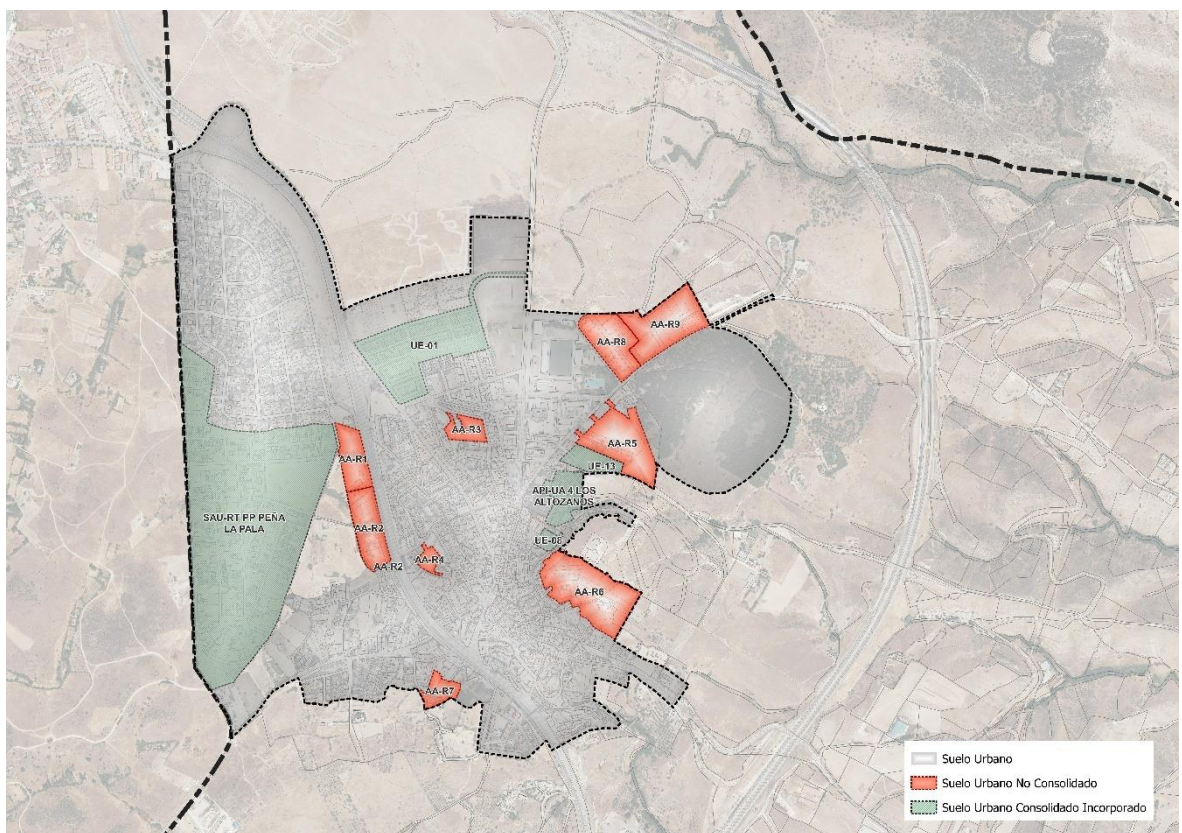 AA-R9
AA-R8
UE-01
AA-R3
AA-R5
AA-R1
UE-13
API-UA 4 LOS
ALTOZANOS
SAU-RT PP PEÑA
LA PALA
AA-R2
UE-08
AA-R4
AA-R2
AA-R6
AA-R7
Suelo Urbano
Suelo Urbano No Consolidado
Suelo Urbano Consolidado Incorporado